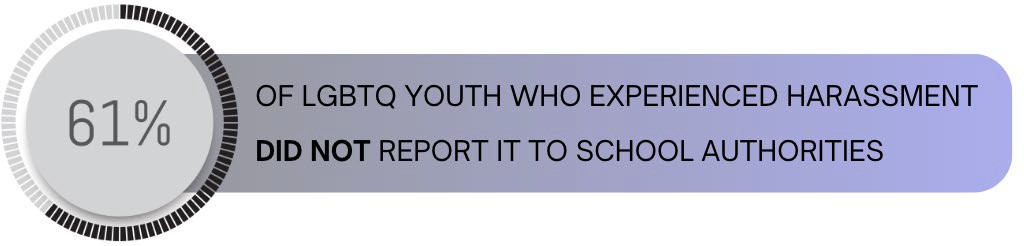 61%
OF LGBTQ YOUTH WHO EXPERIENCED HARASSMENT
DID NOT REPORT IT TO SCHOOL AUTHORITIES